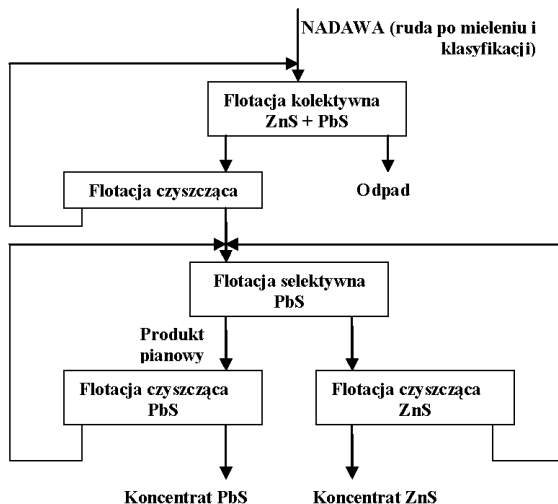 NADAWA (ruda po mieleniu i
klasyfikacji)
Flotacja kolektywna
ZnS + PbS
Flotacja czyszcząca
Odpad
Flotacja selektywna
PbS
Produkt
pianowy
Flotacja czyszcząca
PbS
Flotacja czyszcząca
ZnS
Koncentrat PbS
Koncentrat ZnS